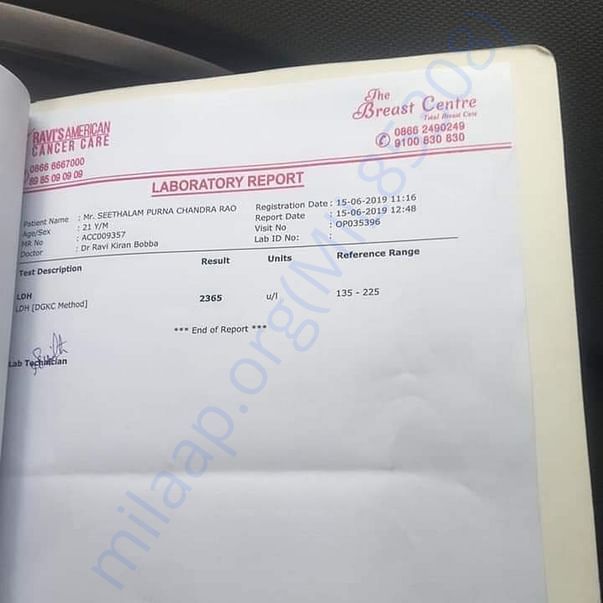 RAVI'S AMERICAN
CANCER CARE
0866 6667000
89 85 09 09 09
The
Breast Centre
Total Breast Care
0866 2490249
9100 830 630
LABORATORY REPORT
Patient Name : Mr. SEETHALAM PURNA CHANDRA RAO
Age/Sex : 21 Y/M
MR No : ACC009357
Doctor : Dr Ravi Kiran Bobba
Registration Date : 15-06-2019 11:16
Report Date : 15-06-2019 12:48
Visit No : OP035396
Lab ID No: :
Test Description Result Units Reference Range
LDH
LDH [DGKC Method] 2365 u/l 135 - 225
*** End of Report ***
Lab Technician
milaap.org(MI-